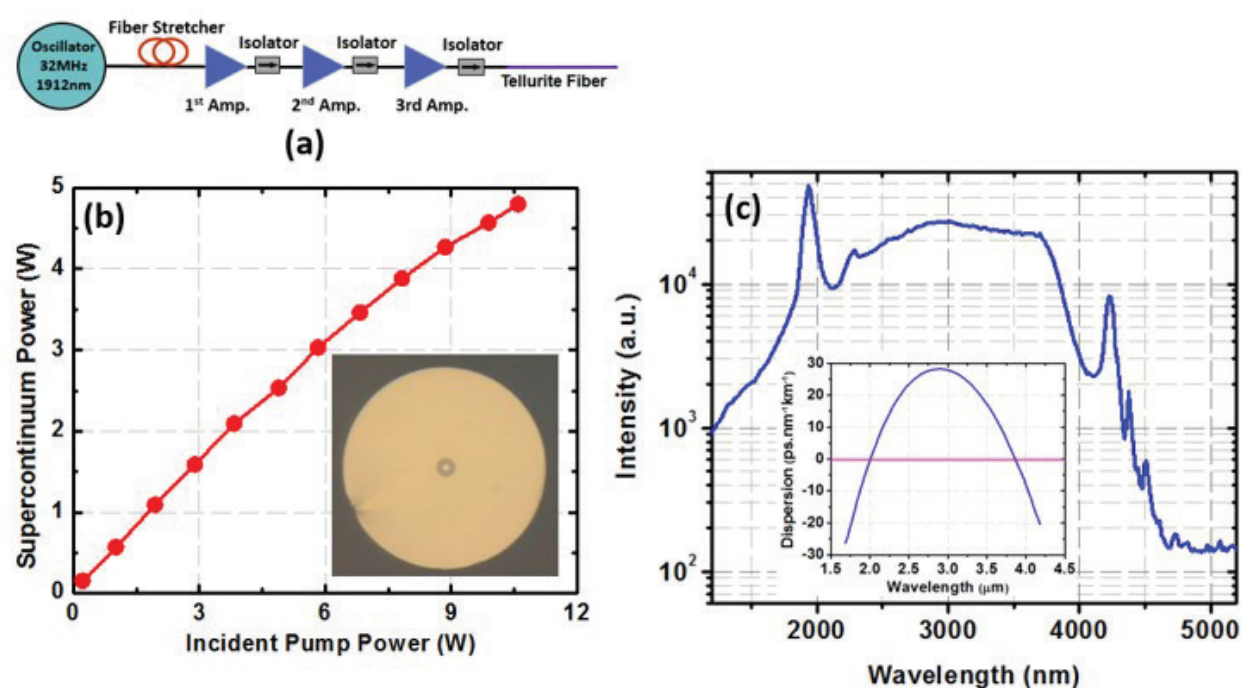 Fiber Stretcher
Oscillator
32MHz
1912nm
Isolator
Isolator
Isolator
Tellurite Fiber
1st Amp.
2nd Amp.
3rd Amp.
(a)
(b)
Supercontinuum Power (W)
5
4
3
2
1
0
0 3 6 9 12
Incident Pump Power (W)
(c)
Intensity (a.u.)
10^4
10^3
10^2
2000 3000 4000 5000
Wavelength (nm)
Dispersion (ps.nm⁻¹km⁻¹)
30
20
10
0
-10
-20
-30
1.5 2.0 2.5 3.0 3.5 4.0 4.5
Wavelength (μm)